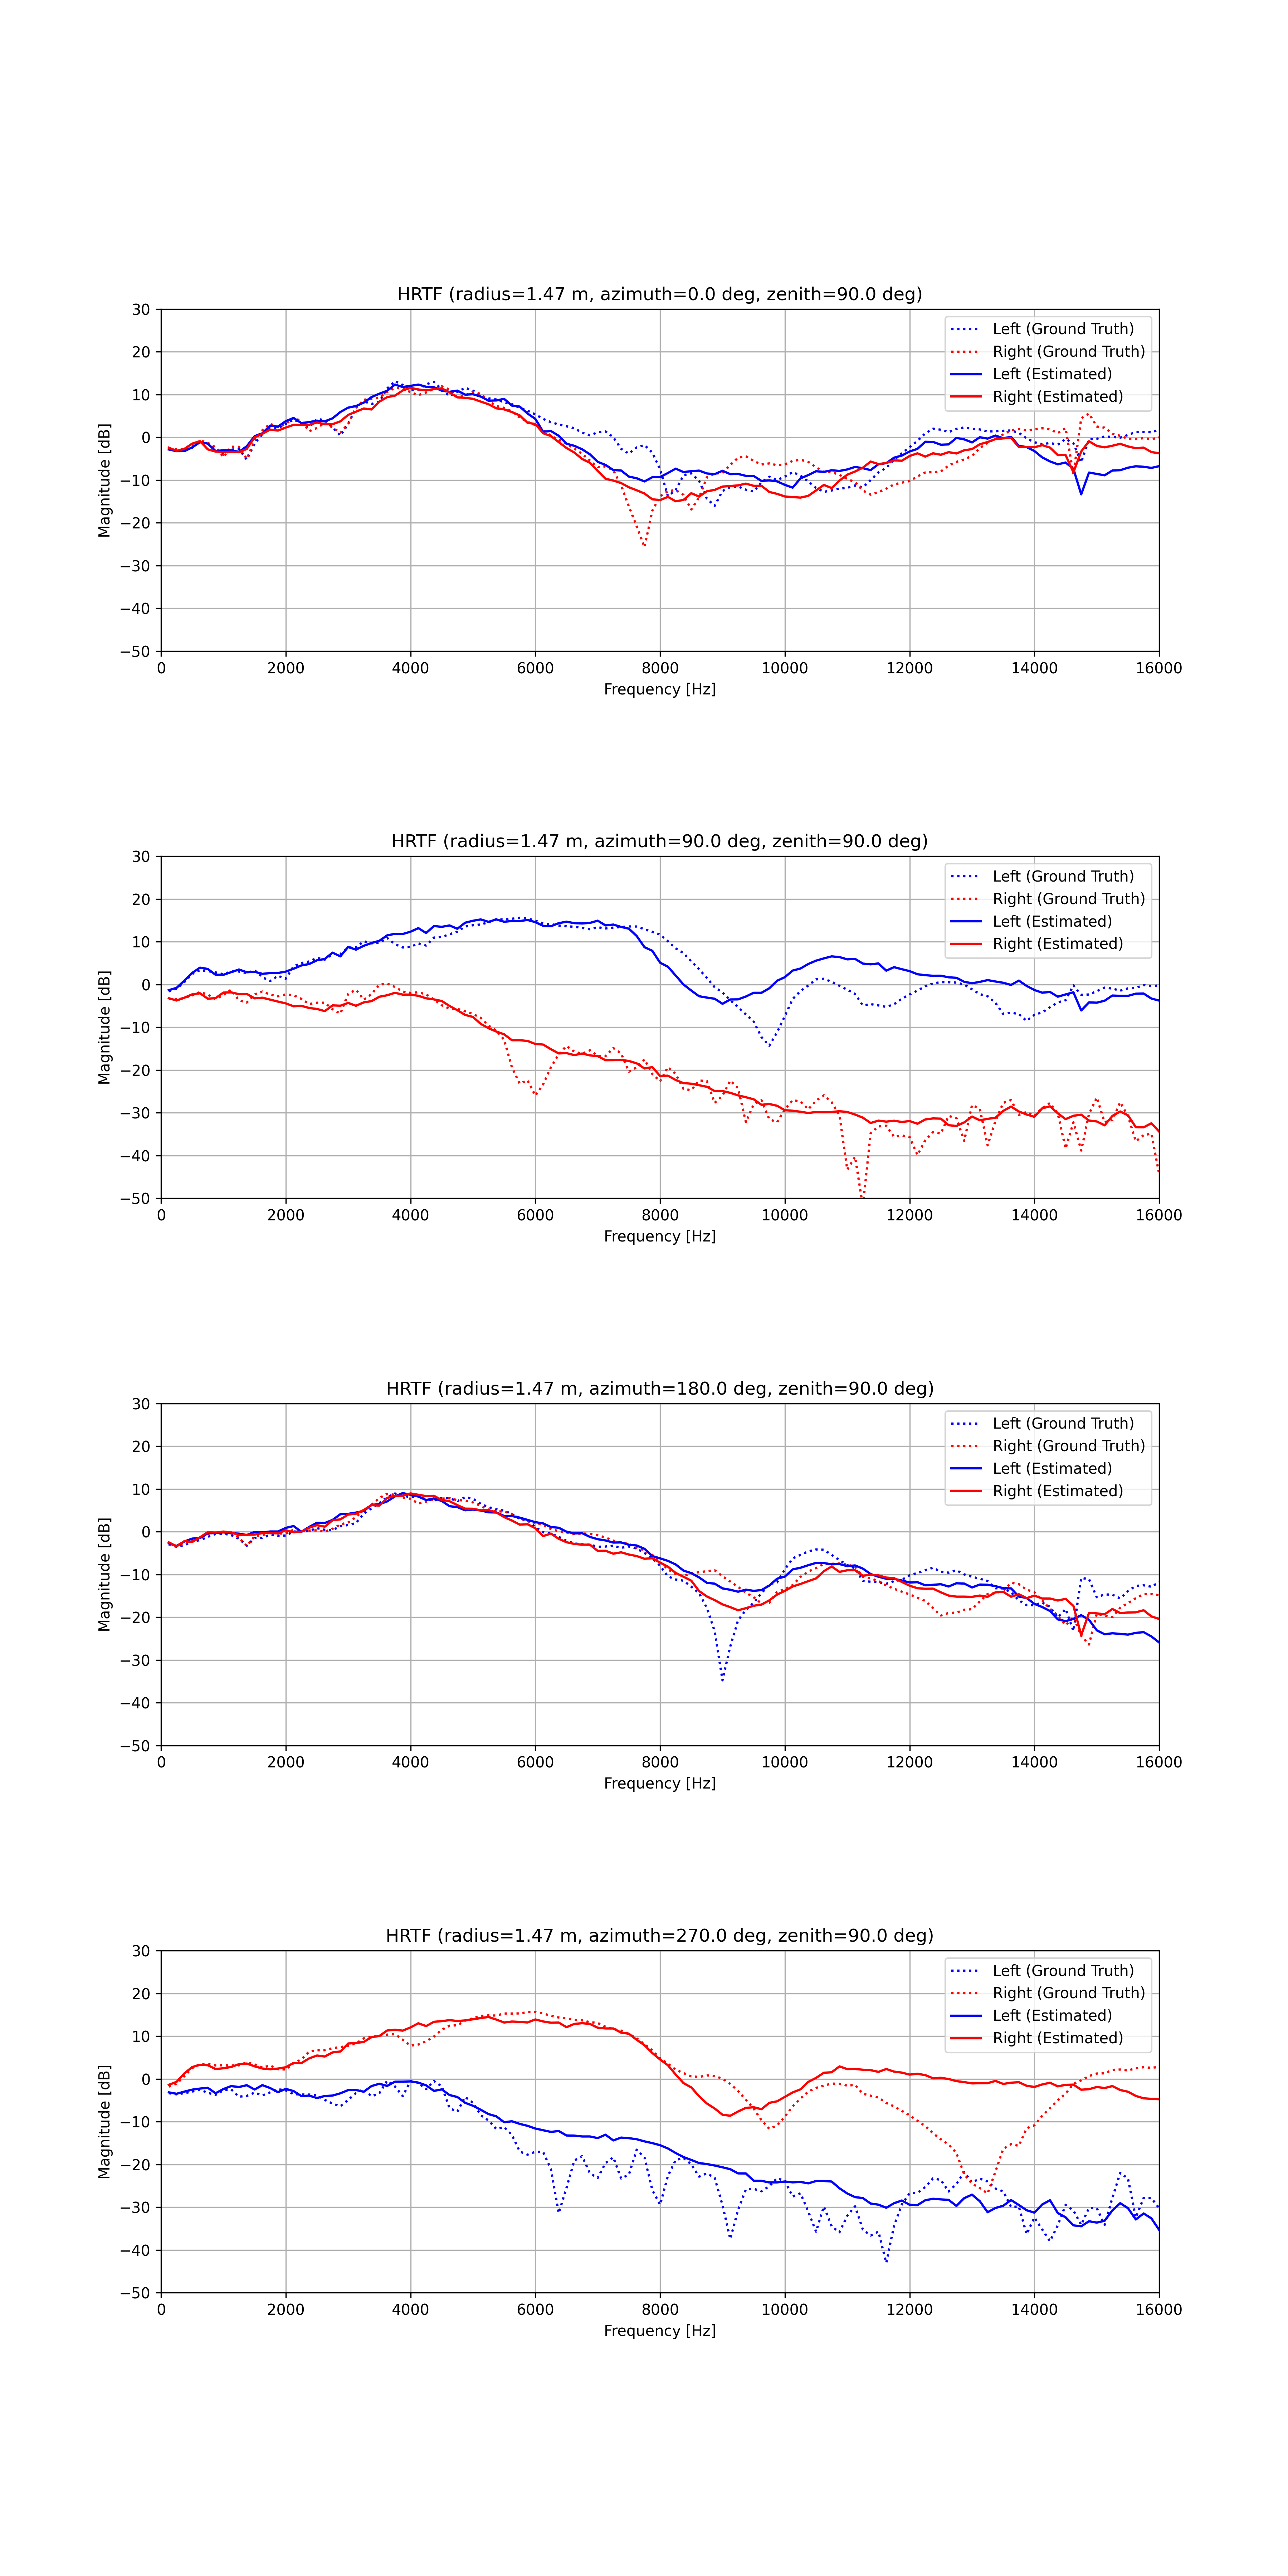 HRTF (radius=1.47 m, azimuth=0.0 deg, zenith=90.0 deg)
30
20
10
0
−10
−20
−30
−40
−50
Magnitude [dB]
Left (Ground Truth)
Right (Ground Truth)
Left (Estimated)
Right (Estimated)
0 2000 4000 6000 8000 10000 12000 14000 16000
Frequency [Hz]
HRTF (radius=1.47 m, azimuth=90.0 deg, zenith=90.0 deg)
30
20
10
0
−10
−20
−30
−40
−50
Magnitude [dB]
Left (Ground Truth)
Right (Ground Truth)
Left (Estimated)
Right (Estimated)
0 2000 4000 6000 8000 10000 12000 14000 16000
Frequency [Hz]
HRTF (radius=1.47 m, azimuth=180.0 deg, zenith=90.0 deg)
30
20
10
0
−10
−20
−30
−40
−50
Magnitude [dB]
Left (Ground Truth)
Right (Ground Truth)
Left (Estimated)
Right (Estimated)
0 2000 4000 6000 8000 10000 12000 14000 16000
Frequency [Hz]
HRTF (radius=1.47 m, azimuth=270.0 deg, zenith=90.0 deg)
30
20
10
0
−10
−20
−30
−40
−50
Magnitude [dB]
Left (Ground Truth)
Right (Ground Truth)
Left (Estimated)
Right (Estimated)
0 2000 4000 6000 8000 10000 12000 14000 16000
Frequency [Hz]